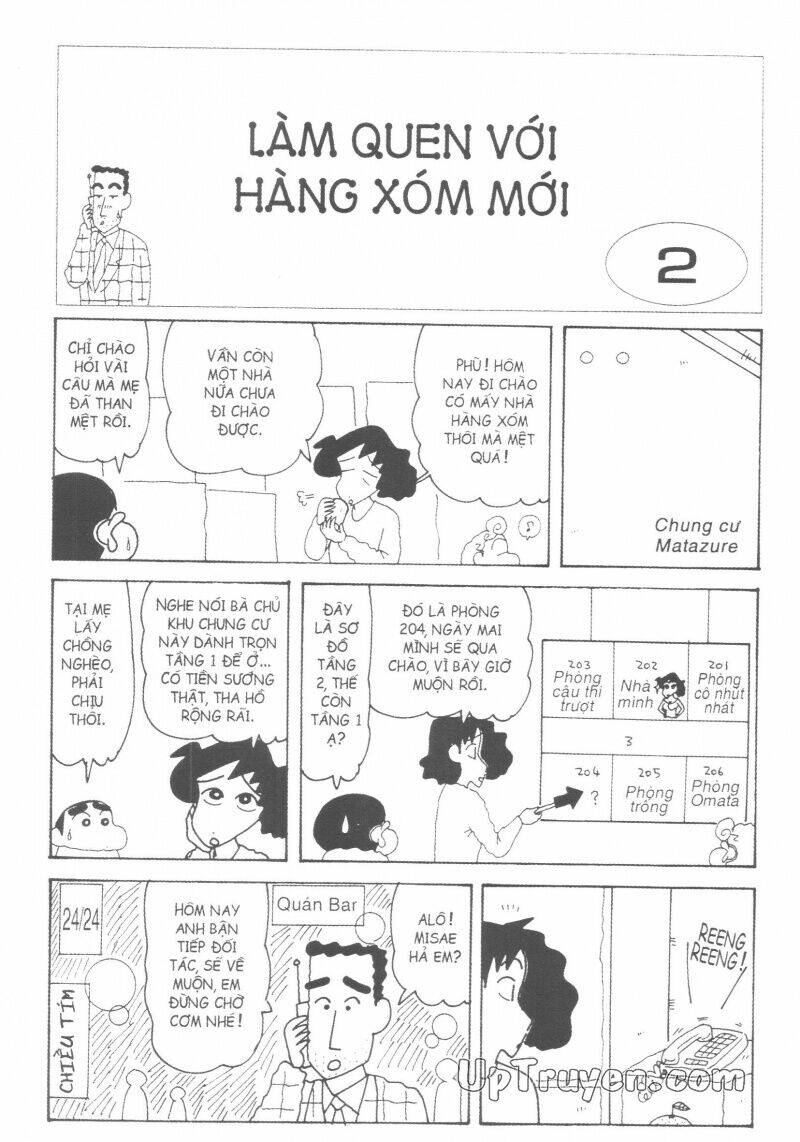 LÀM QUEN VỚI
HÀNG XÓM MỚI
2
Chung cư
Matazure
PHÙ! HÔM
NAY ĐI CHÀO
CÓ MẤY NHÀ
HÀNG XÓM
THÔI MÀ MỆT
QUÁ!
VẪN CÒN
MỘT NHÀ
NỮA CHƯA
ĐI CHÀO
ĐƯỢC.
CHỈ CHÀO
HỎI VÀI
CÂU MÀ MẸ
ĐÃ THAN
MỆT RỒI.
203
Phòng
câu thi
trượt
202
Nhà
mình
201
Phòng
cô nhút
nhát
3
204
?
205
Phòng
trống
206
Phòng
Omata
ĐÓ LÀ PHÒNG
204, NGÀY MAI
MÌNH SẼ QUA
CHÀO, VÌ BÂY GIỜ
MUỘN RỒI.
ĐÂY
LÀ SƠ
ĐỒ
TẦNG
2, THẾ
CÒN
TẦNG 1
Ạ?
NGHE NÓI BÀ CHỦ
KHU CHUNG CƯ
NÀY DÀNH TRỌN
TẦNG 1 ĐỂ Ở...
CÓ TIỀN SƯỚNG
THẬT, THA HỒ
RỘNG RÃI.
TẠI MẸ
LẤY
CHỒNG
NGHÈO,
PHẢI
CHỊU
THÔI.
REENG
REENG!
Quán Bar
24/24
CHIỀU TÍM
ALÔ!
MISAE
HẢ EM?
HÔM NAY
ANH BẬN
TIẾP ĐỐI
TÁC, SẼ VỀ
MUỘN, EM
ĐỪNG CHỜ
CƠM NHÉ!
UpTruyen.com